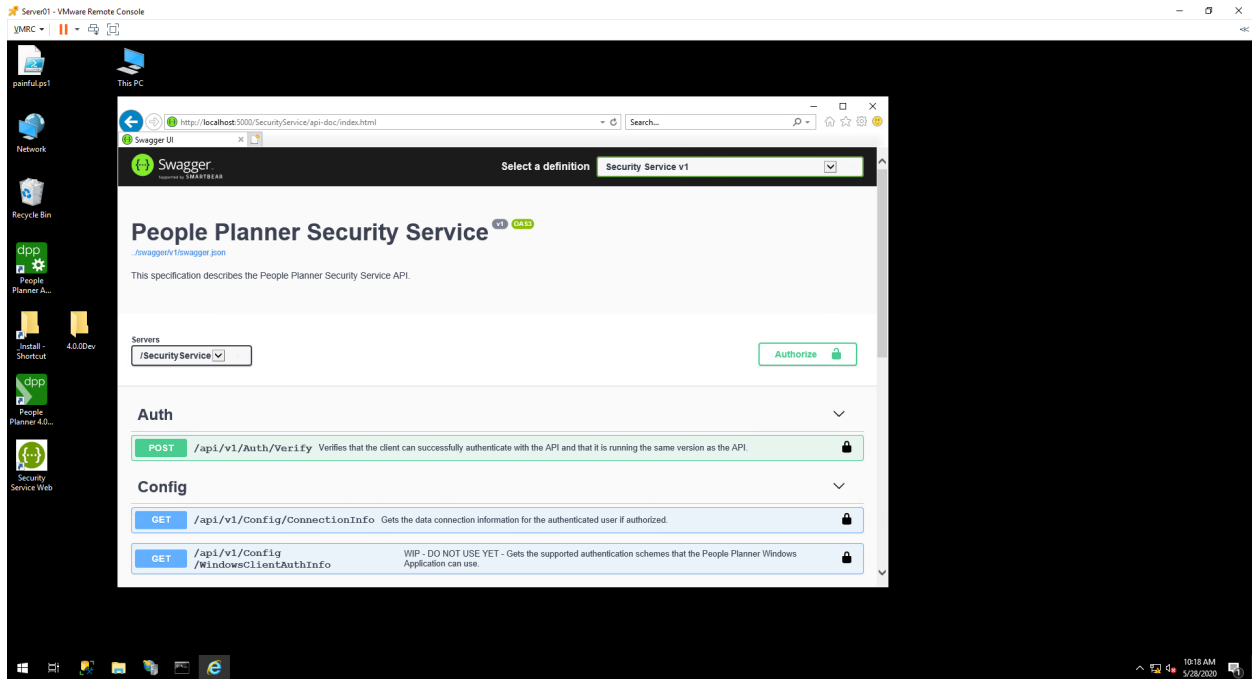 Server01 - VMware Remote Console
VMRC
painful.ps1
This PC
Network
Recycle Bin
dpp
People
Planner A...
_Install -
Shortcut
4.0.0Dev
dpp
People
Planner 4.0...
Security
Service Web
http://localhost:5000/SecurityService/api-doc/index.html
Search...
Swagger UI
Swagger
Supported by SMARTBEAR
Select a definition
Security Service v1
People Planner Security Service
v1
OAS3
../swagger/v1/swagger.json
This specification describes the People Planner Security Service API.
Servers
/SecurityService
Authorize
Auth
POST /api/v1/Auth/Verify Verifies that the client can successfully authenticate with the API and that it is running the same version as the API.
Config
GET /api/v1/Config/ConnectionInfo Gets the data connection information for the authenticated user if authorized.
GET /api/v1/Config
/WindowsClientAuthInfo
WIP - DO NOT USE YET - Gets the supported authentication schemes that the People Planner Windows
Application can use.
10:18 AM
5/28/2020
1